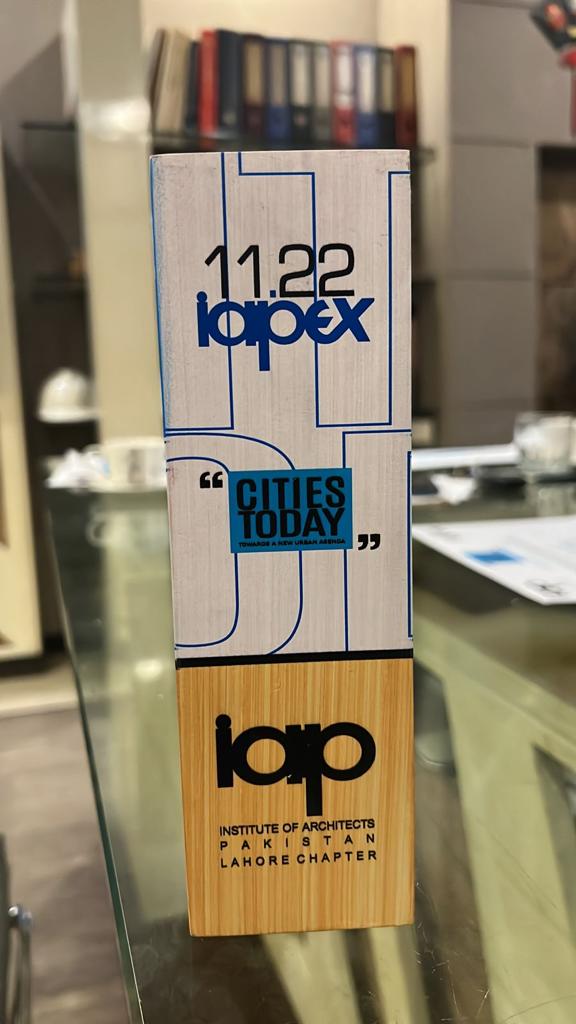 11.22
iapex
“ CITIES
TODAY
TOWARDS A NEW URBAN AGENDA
”
iap
INSTITUTE OF ARCHITECTS
PAKISTAN
LAHORE CHAPTER